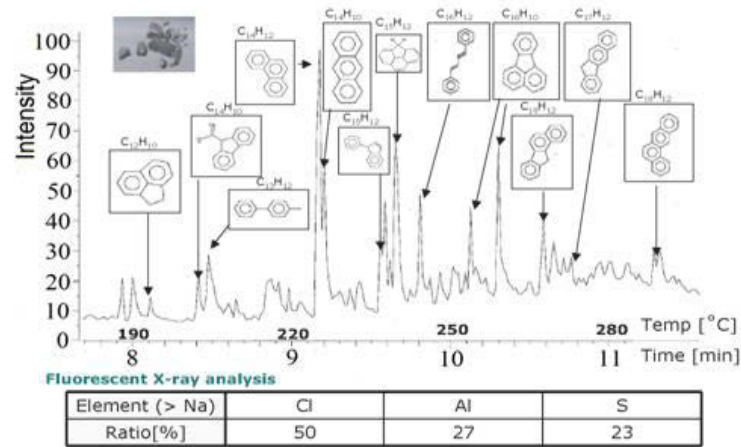 C14H12
C14H10
C15H12
C16H12
C16H10
C17H12
C14H10
C12H10
C15H12
C18H12
C18H12
C13H12
Intensity
100
90
80
70
60
50
40
30
20
10
0
190
220
250
280
Temp [°C]
8
9
10
11
Time [min]
Fluorescent X-ray analysis
Element (> Na) Cl Al S
Ratio[%] 50 27 23